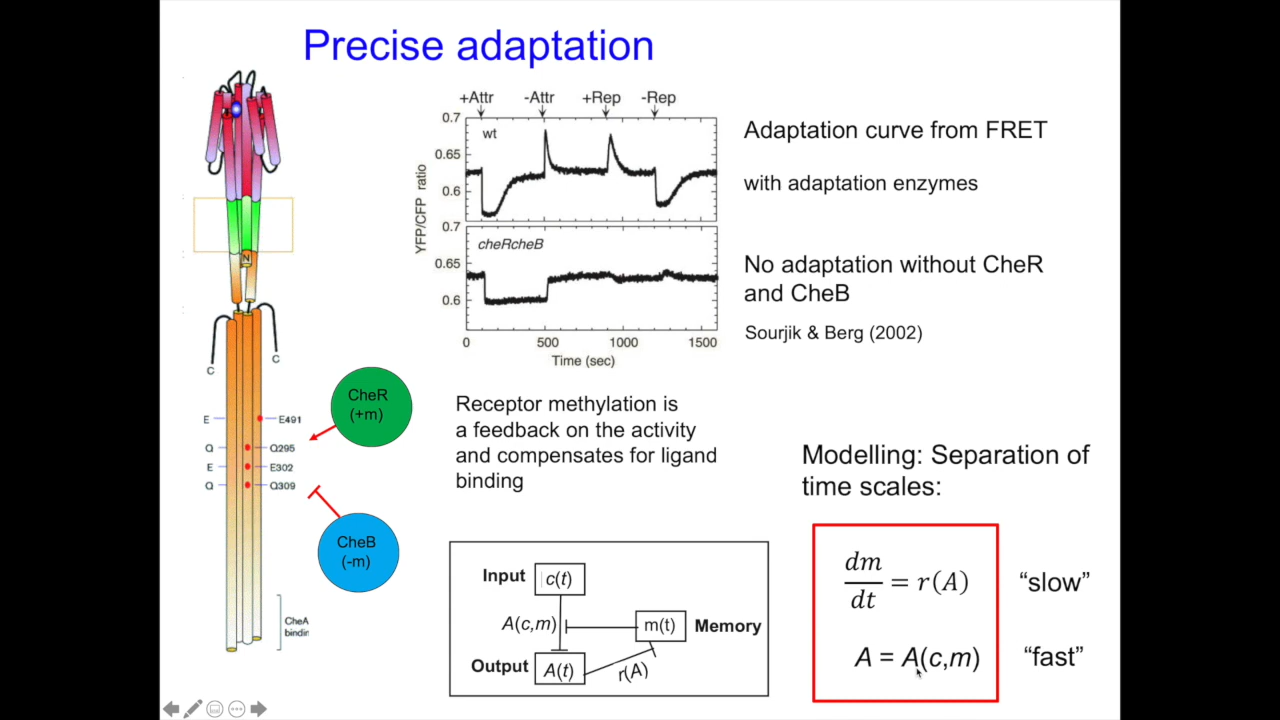 Precise adaptation
+Attr -Attr +Rep -Rep
0.7
wt
0.65
0.6
YFP/CFP ratio
0.7
cheRcheB
0.65
0.6
0 500 1000 1500
Time (sec)
Adaptation curve from FRET
with adaptation enzymes
No adaptation without CheR
and CheB
Sourjik & Berg (2002)
N
C
C
E E491
Q Q295
E E302
Q Q309
CheA
bindin
CheR
(+m)
CheB
(-m)
Receptor methylation is
a feedback on the activity
and compensates for ligand
binding
Input c(t)
A(c,m) m(t) Memory
Output A(t) r(A)
Modelling: Separation of
time scales:
dm/dt = r(A) “slow”
A = A(c,m) “fast”